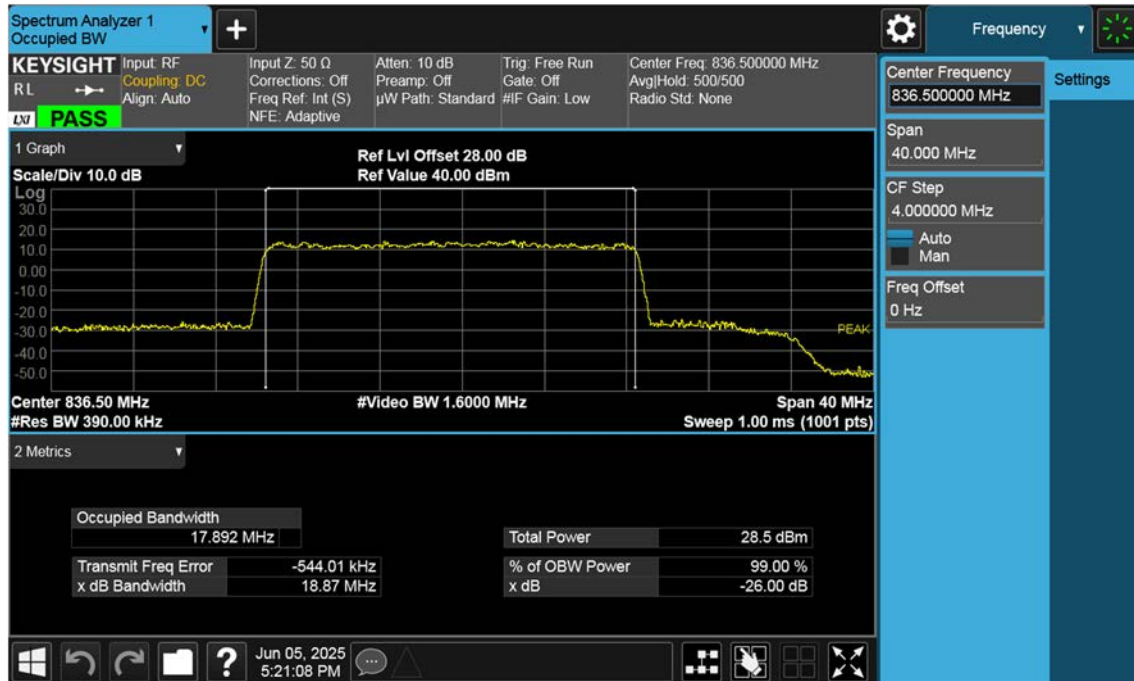 Spectrum Analyzer 1
Occupied BW
+
Frequency
KEYSIGHT
RL
LXI PASS
Input: RF
Coupling: DC
Align: Auto
Input Z: 50 Ω
Corrections: Off
Freq Ref: Int (S)
NFE: Adaptive
Atten: 10 dB
Preamp: Off
µW Path: Standard
Trig: Free Run
Gate: Off
#IF Gain: Low
Center Freq: 836.500000 MHz
Avg|Hold: 500/500
Radio Std: None
1 Graph
Scale/Div 10.0 dB
Ref Lvl Offset 28.00 dB
Ref Value 40.00 dBm
Log
30.0
20.0
10.0
0.00
-10.0
-20.0
-30.0
-40.0
-50.0
PEAK
Center 836.50 MHz
#Video BW 1.6000 MHz
Span 40 MHz
#Res BW 390.00 kHz
Sweep 1.00 ms (1001 pts)
2 Metrics
Occupied Bandwidth
17.892 MHz
Total Power 28.5 dBm
Transmit Freq Error -544.01 kHz
% of OBW Power 99.00 %
x dB Bandwidth 18.87 MHz
x dB -26.00 dB
?
Jun 05, 2025
5:21:08 PM
Center Frequency
836.500000 MHz
Settings
Span
40.000 MHz
CF Step
4.000000 MHz
Auto
Man
Freq Offset
0 Hz